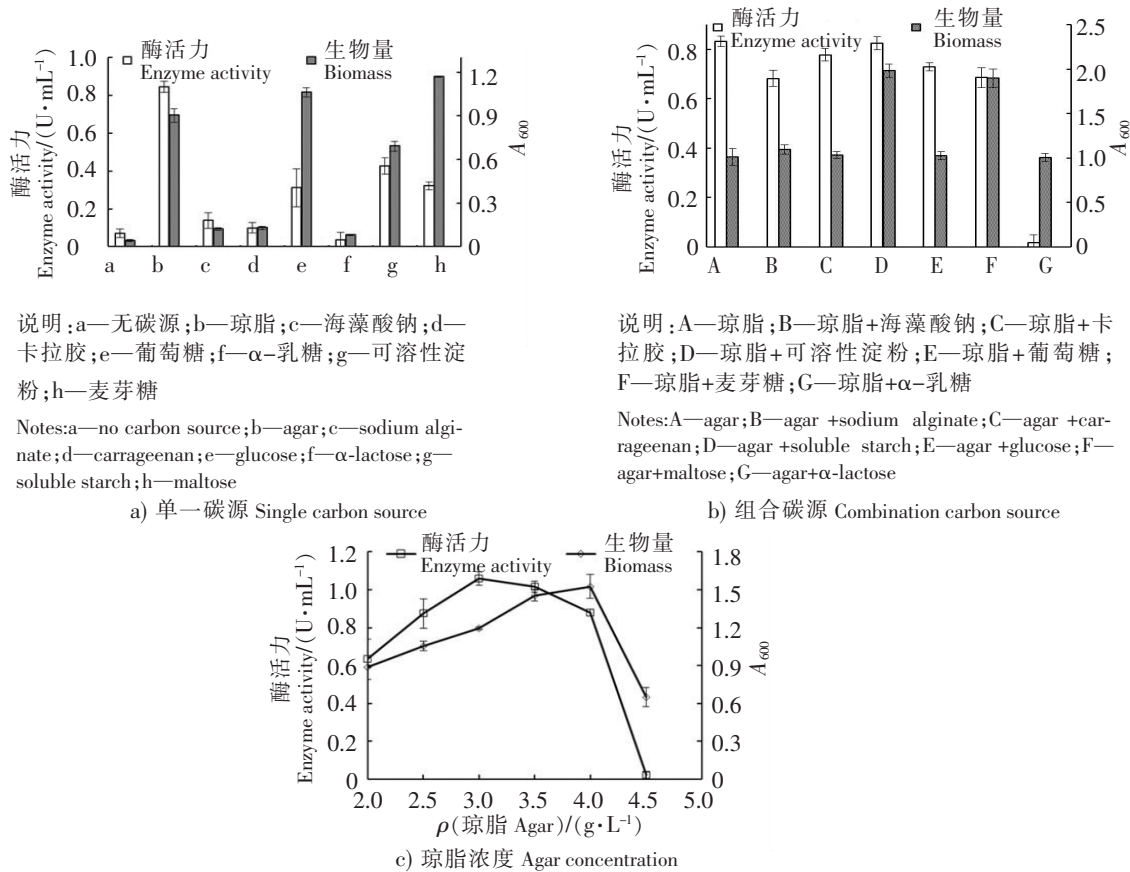 酶活力
Enzyme activity
生物量
Biomass
酶活力
Enzyme activity/(U·mL⁻¹)
1.0
0.8
0.6
0.4
0.2
0
1.2
0.9
0.6
0.3
0
A₆₀₀
a b c d e f g h
说明:a—无碳源;b—琼脂;c—海藻酸钠;d—
卡拉胶;e—葡萄糖;f—α-乳糖;g—可溶性淀
粉;h—麦芽糖
Notes:a—no carbon source;b—agar;c—sodium algi-
nate;d—carrageenan;e—glucose;f—α-lactose;g—
soluble starch;h—maltose
a) 单一碳源 Single carbon source
酶活力
Enzyme activity
生物量
Biomass
酶活力
Enzyme activity/(U·mL⁻¹)
0.8
0.6
0.4
0.2
0
2.5
2.0
1.5
1.0
0.5
0
A₆₀₀
A B C D E F G
说明:A—琼脂;B—琼脂+海藻酸钠;C—琼脂+卡
拉胶;D—琼脂+可溶性淀粉;E—琼脂+葡萄糖;
F—琼脂+麦芽糖;G—琼脂+α-乳糖
Notes:A—agar;B—agar +sodium alginate;C—agar +car-
rageenan;D—agar +soluble starch;E—agar +glucose;F—
agar+maltose;G—agar+α-lactose
b) 组合碳源 Combination carbon source
酶活力
Enzyme activity
生物量
Biomass
酶活力
Enzyme activity/(U·mL⁻¹)
1.2
1.0
0.8
0.6
0.4
0.2
0
1.8
1.5
1.2
0.9
0.6
0.3
0
A₆₀₀
2.0 2.5 3.0 3.5 4.0 4.5 5.0
ρ(琼脂 Agar)/(g·L⁻¹)
c) 琼脂浓度 Agar concentration